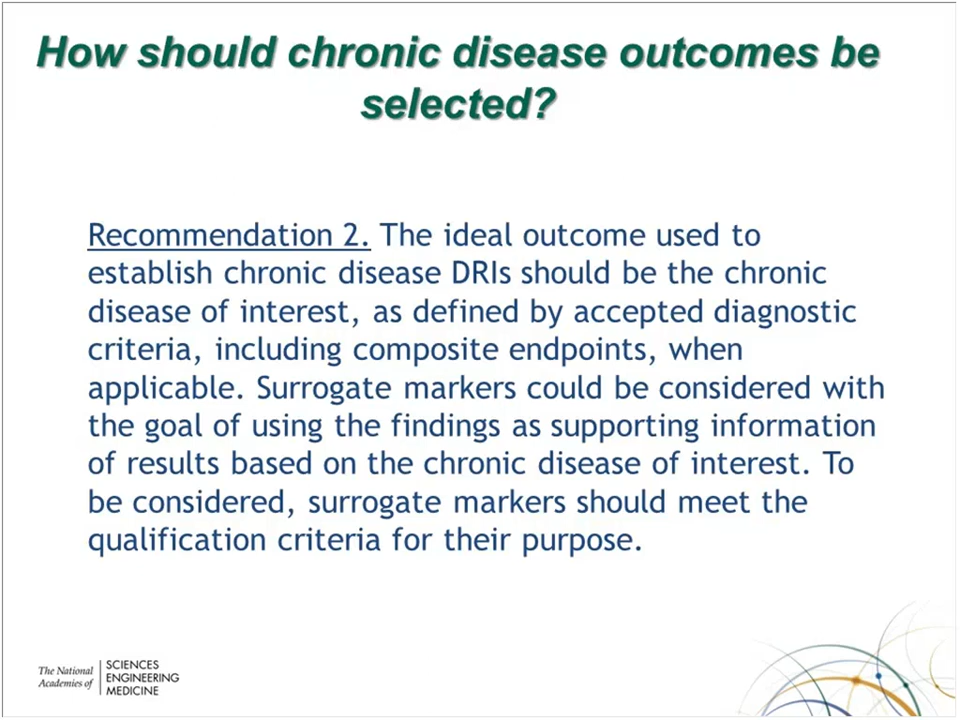 How should chronic disease outcomes be
selected?
Recommendation 2. The ideal outcome used to
establish chronic disease DRIs should be the chronic
disease of interest, as defined by accepted diagnostic
criteria, including composite endpoints, when
applicable. Surrogate markers could be considered with
the goal of using the findings as supporting information
of results based on the chronic disease of interest. To
be considered, surrogate markers should meet the
qualification criteria for their purpose.
The National
Academies of
SCIENCES
ENGINEERING
MEDICINE